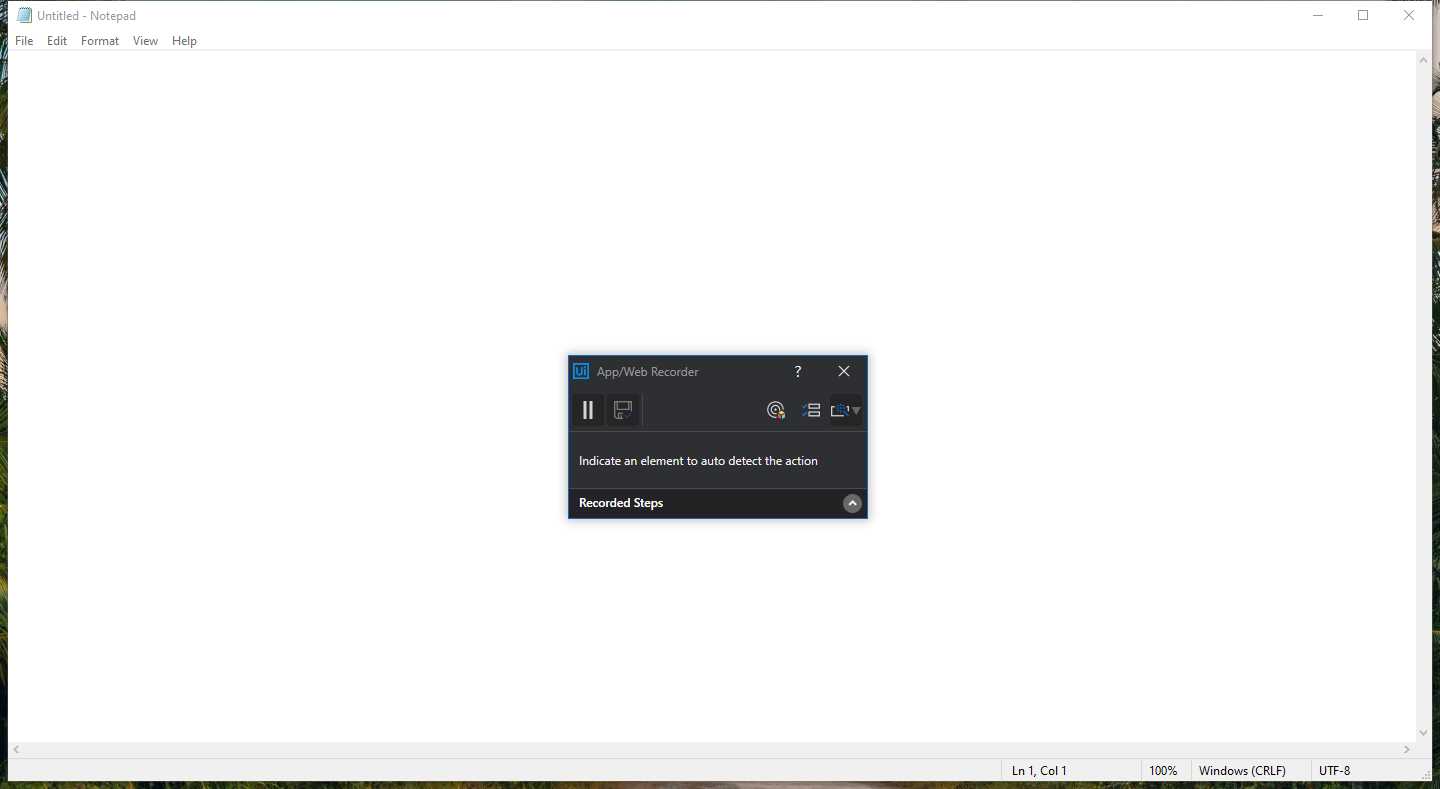 Untitled - Notepad
File Edit Format View Help
Ui App/Web Recorder ?
Indicate an element to auto detect the action
Recorded Steps
Ln 1, Col 1 100% Windows (CRLF) UTF-8